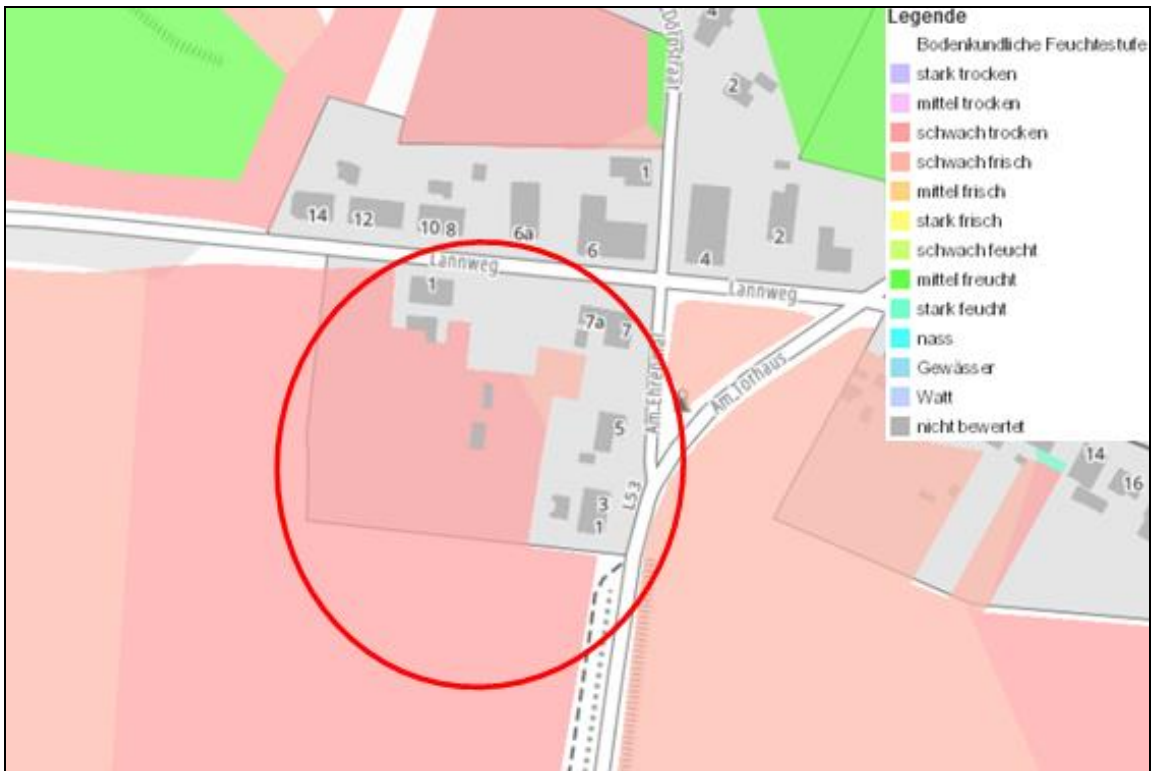 Legende
Bodenkundliche Feuchtestufe
stark trocken
mittel trocken
schwach trocken
schwach frisch
mittel frisch
stark frisch
schwach feucht
mittel freucht
stark feucht
nass
Gewässer
Watt
nicht bewertet
4
2
1
14
12
10 8
6a
6
4
2
Lannweg
Lannweg
1
7a
7
Am Torhaus
5
3
1
L53
14
16